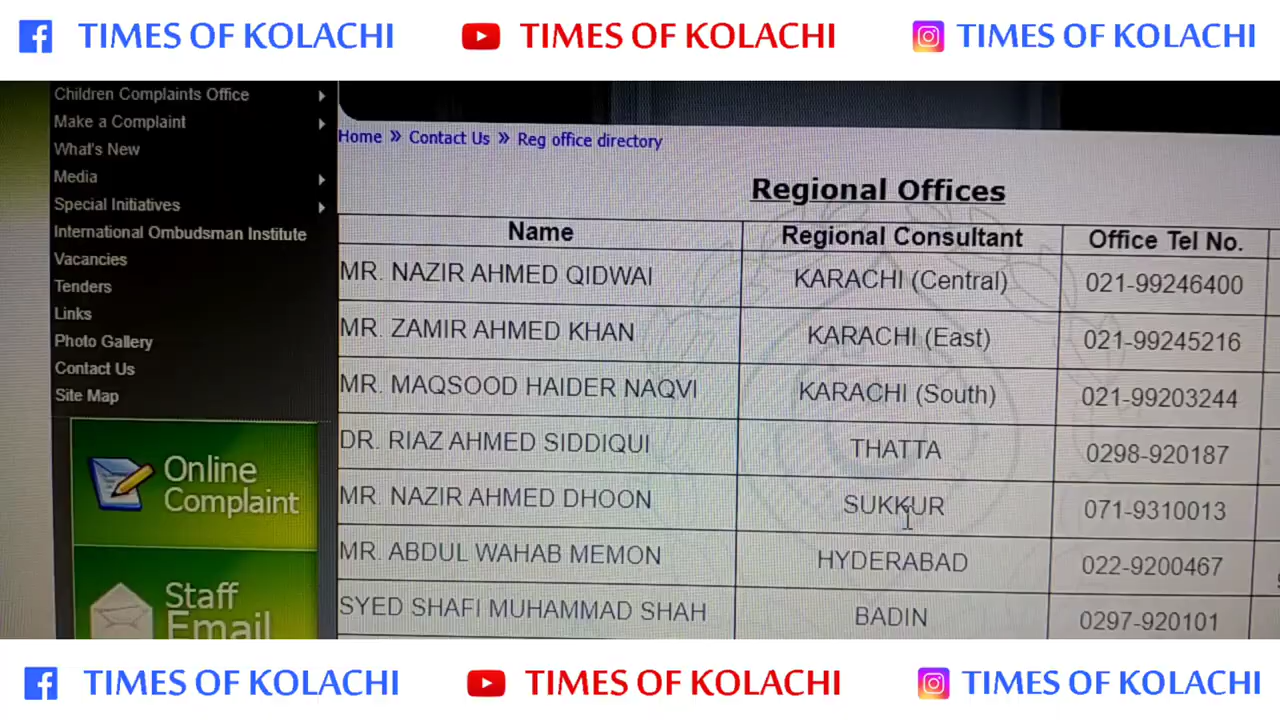 TIMES OF KOLACHI TIMES OF KOLACHI TIMES OF KOLACHI
Children Complaints Office
Make a Complaint
What's New
Media
Special Initiatives
International Ombudsman Institute
Vacancies
Tenders
Links
Photo Gallery
Contact Us
Site Map
Online
Complaint
Staff
Email
Home » Contact Us » Reg office directory
Regional Offices
Name Regional Consultant Office Tel No.
MR. NAZIR AHMED QIDWAI KARACHI (Central) 021-99246400
MR. ZAMIR AHMED KHAN KARACHI (East) 021-99245216
MR. MAQSOOD HAIDER NAQVI KARACHI (South) 021-99203244
DR. RIAZ AHMED SIDDIQUI THATTA 0298-920187
MR. NAZIR AHMED DHOON SUKKUR 071-9310013
MR. ABDUL WAHAB MEMON HYDERABAD 022-9200467
SYED SHAFI MUHAMMAD SHAH BADIN 0297-920101
TIMES OF KOLACHI TIMES OF KOLACHI TIMES OF KOLACHI